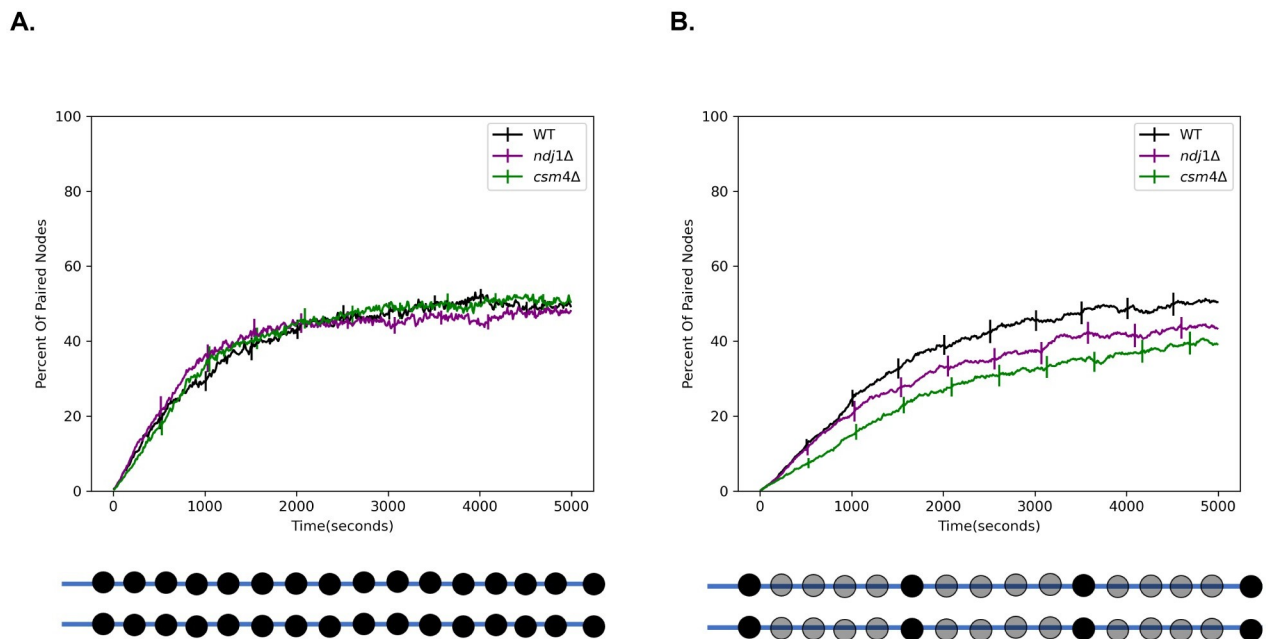 A.
B.
100
80
60
40
20
0
Percent Of Paired Nodes
WT
ndj1Δ
csm4Δ
0 1000 2000 3000 4000 5000
Time(seconds)
100
80
60
40
20
0
Percent Of Paired Nodes
WT
ndj1Δ
csm4Δ
0 1000 2000 3000 4000 5000
Time(seconds)